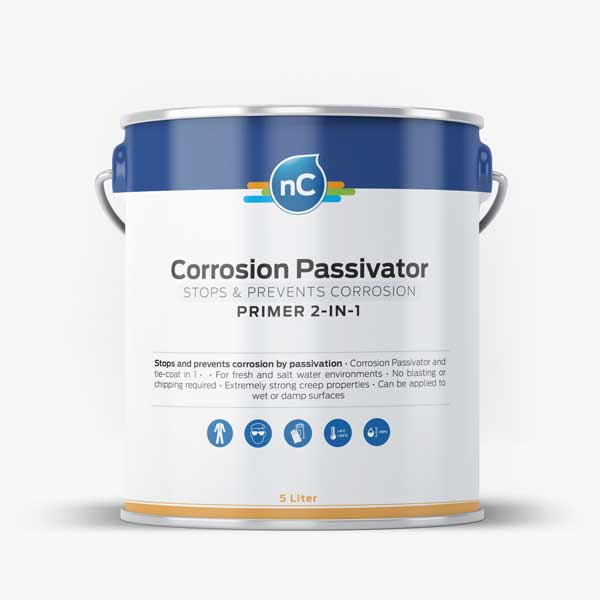 nC
Corrosion Passivator
STOPS & PREVENTS CORROSION
PRIMER 2-IN-1
Stops and prevents corrosion by passivation · Corrosion Passivator and
tie-coat in 1 · · For fresh and salt water environments · No blasting or
chipping required · Extremely strong creep properties · Can be applied to
wet or damp surfaces
5 Liter